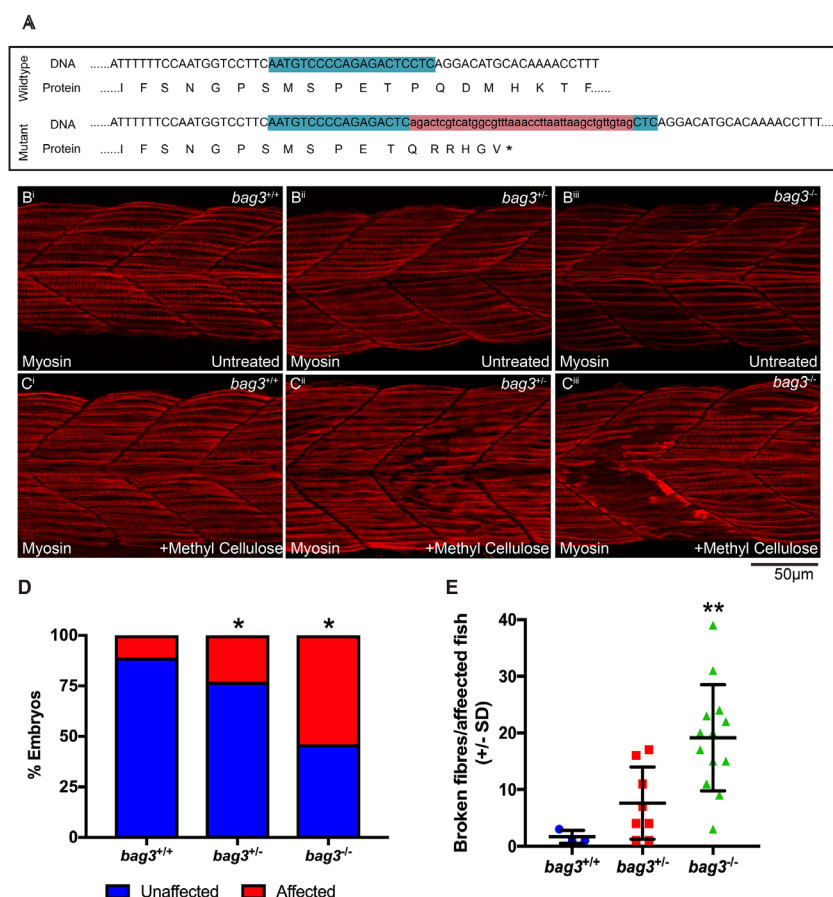 A
Wildtype
DNA ......ATTTTTTCCAATGGTCCTTCAATGTCCCCAGAGACTCCTCAGGACATGCACAAAACCTTT
Protein ......I F S N G P S M S P E T P Q D M H K T F......
Mutant
DNA ......ATTTTTTCCAATGGTCCTTCAATGTCCCCAGAGACTCagactcgtcatggcgtttaaaccttaattaagctgttgtagCTCAGGACATGCACAAAACCTTT......
Protein ......I F S N G P S M S P E T Q R R H G V *
Bi bag3+/+
Myosin Untreated
Bii bag3+/-
Myosin Untreated
Biii bag3-/-
Myosin Untreated
Ci bag3+/+
Myosin +Methyl Cellulose
Cii bag3+/-
Myosin +Methyl Cellulose
Ciii bag3-/-
Myosin +Methyl Cellulose
50µm
D
% Embryos
100
75
50
25
0
* *
bag3+/+ bag3+/- bag3-/-
Unaffected Affected
E
Broken fibres/affeected fish
(+/- SD)
40
30
20
10
0
**
bag3+/+ bag3+/- bag3-/-